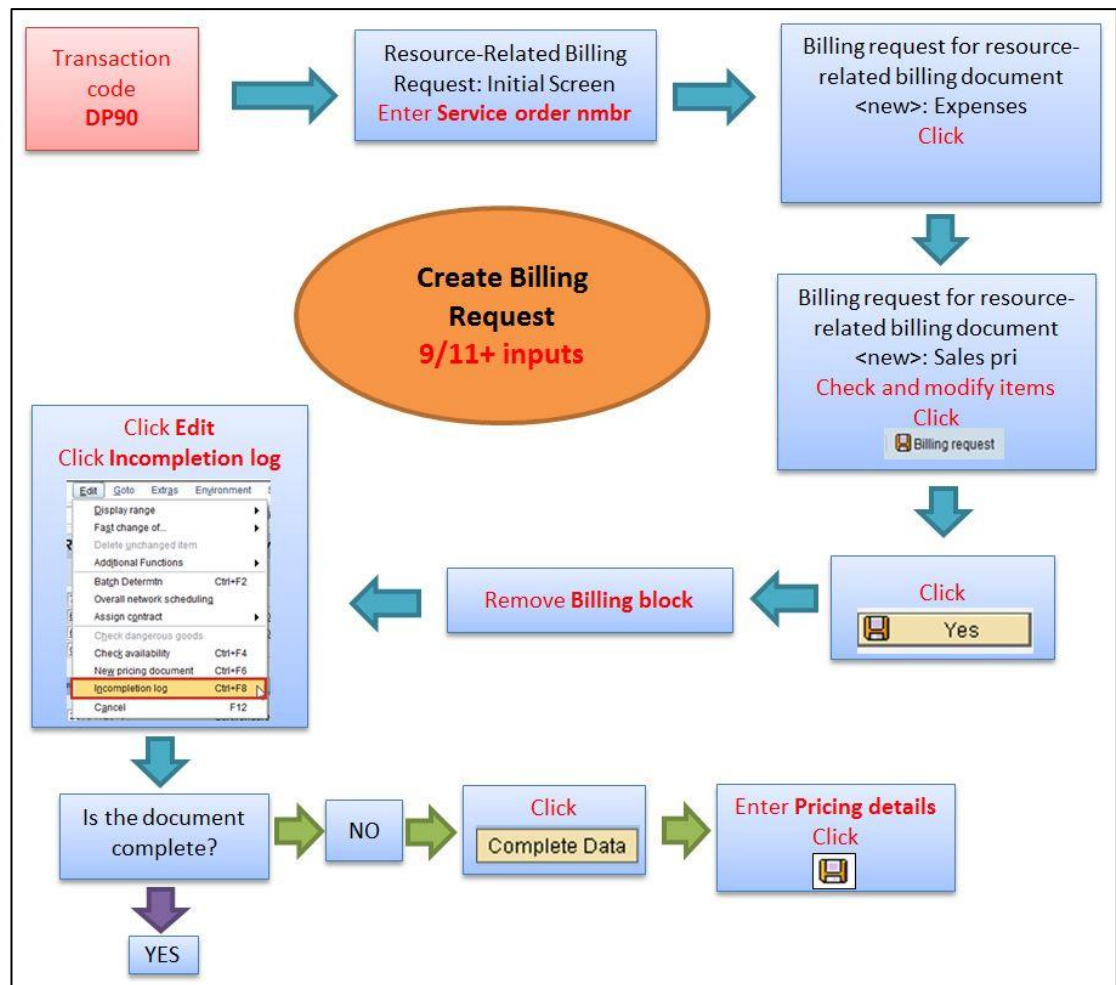 Transaction
code
DP90
Resource-Related Billing
Request: Initial Screen
Enter Service order nmbr
Billing request for resource-
related billing document
<new>: Expenses
Click
Billing request for resource-
related billing document
<new>: Sales pri
Check and modify items
Click
Billing request
Create Billing
Request
9/11+ inputs
Click
Yes
Remove Billing block
Click Edit
Click Incompletion log
Edit Goto Extras Environment
Display range
Fast change of...
Delete unchanged item
Additional Functions
Batch Determtn Ctrl+F2
Overall network scheduling
Assign contract
Check dangerous goods
Check availability Ctrl+F4
New pricing document Ctrl+F6
Incompletion log Ctrl+F8
Cancel F12
Is the document
complete?
NO
Click
Complete Data
Enter Pricing details
Click
YES